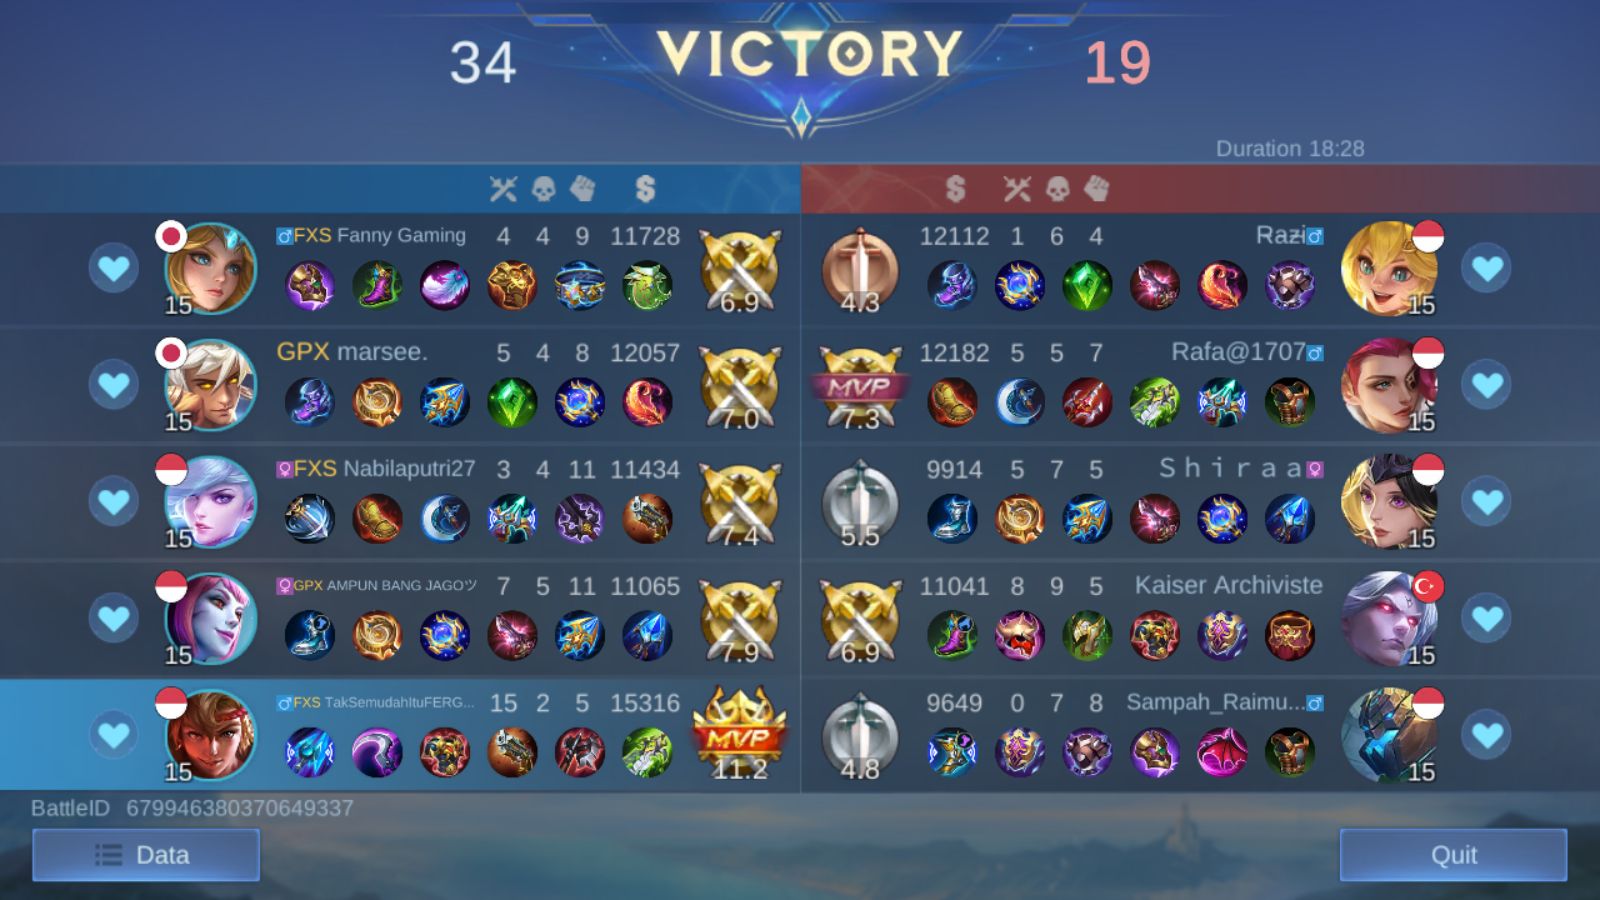 34 VICTORY 19
Duration 18:28
FXS Fanny Gaming 4 4 9 11728
15 6.9
4.3 12112 1 6 4 Razi
15
GPX marsee. 5 4 8 12057
15 7.0
MVP 7.3 12182 5 5 7 Rafa@1707
15
FXS Nabilaputri27 3 4 11 11434
15 7.4
5.5 9914 5 7 5 S h i r a a
15
GPX AMPUN BANG JAGOツ 7 5 11 11065
15 7.9
6.9 11041 8 9 5 Kaiser Archiviste
15
FXS TakSemudahItuFERG... 15 2 5 15316
15 MVP 11.2
4.8 9649 0 7 8 Sampah_Raimu...
15
BattleID 679946380370649337
Data
Quit